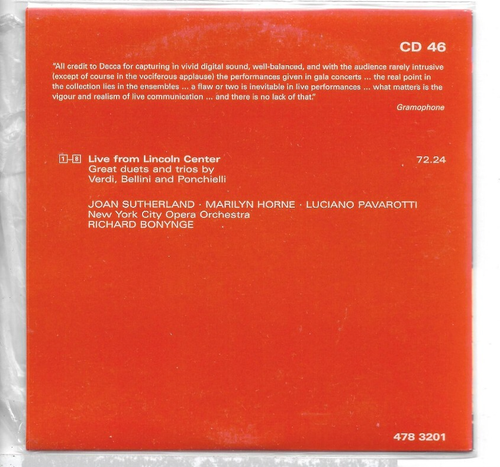 CD 46
"All credit to Decca for capturing in vivid digital sound, well-balanced, and with the audience rarely intrusive
(except of course in the vociferous applause) the performances given in gala concerts ... the real point in
the collection lies in the ensembles ... a flaw or two is inevitable in live performances ... what matters is the
vigour and realism of live communication ... and there is no lack of that."
Gramophone
1–8 Live from Lincoln Center 72.24
Great duets and trios by
Verdi, Bellini and Ponchielli
JOAN SUTHERLAND · MARILYN HORNE · LUCIANO PAVAROTTI
New York City Opera Orchestra
RICHARD BONYNGE
478 3201